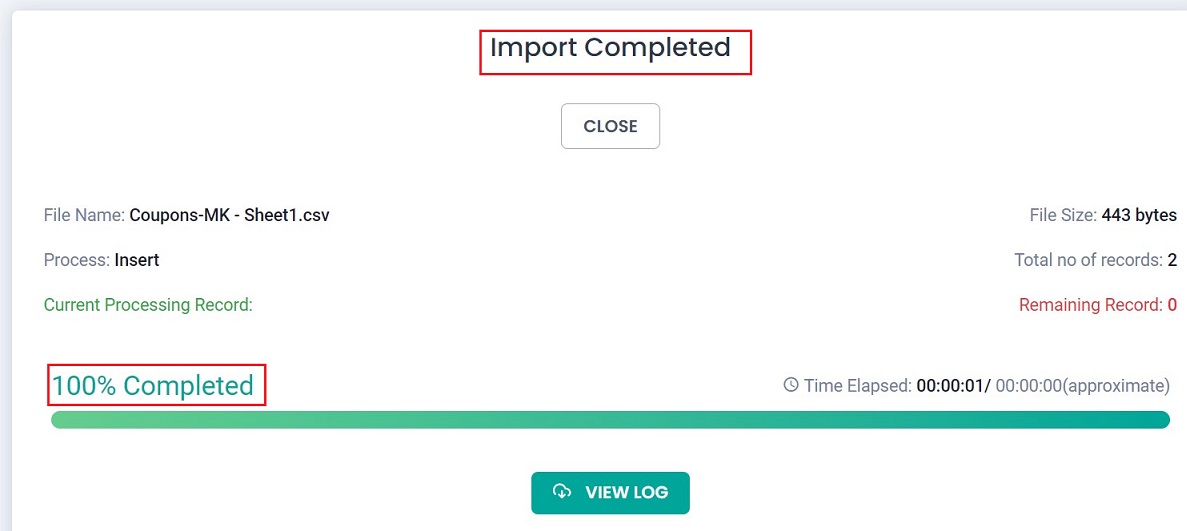 Import Completed
CLOSE
File Name: Coupons-MK - Sheet1.csv
File Size: 443 bytes
Process: Insert
Total no of records: 2
Current Processing Record:
Remaining Record: 0
100% Completed
Time Elapsed: 00:00:01/ 00:00:00(approximate)
VIEW LOG